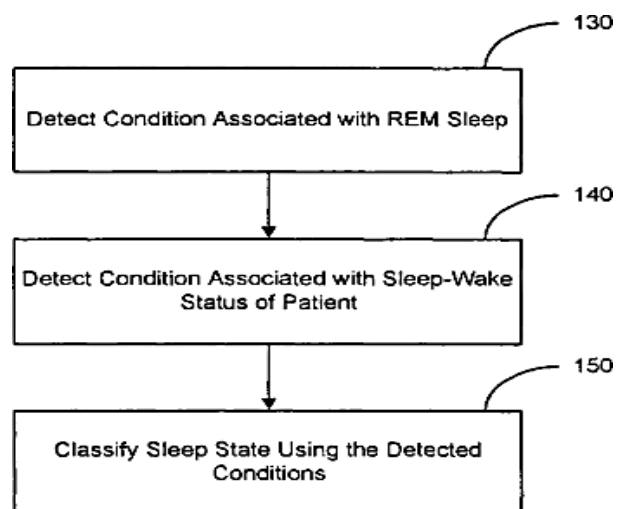 130
Detect Condition Associated with REM Sleep
140
Detect Condition Associated with Sleep-Wake
Status of Patient
150
Classify Sleep State Using the Detected
Conditions